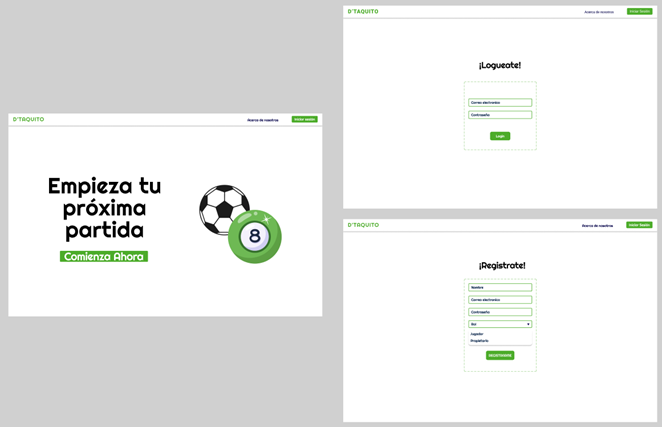 D'TAQUITO
Acerca de nosotros
Iniciar sesión
Empieza tu
próxima
partida
Comienza Ahora
8
D'TAQUITO
Acerca de nosotros
Iniciar Sesión
¡Logueate!
Correo electronico
Contraseña
Login
D'TAQUITO
Acerca de nosotros
Iniciar Sesión
¡Registrate!
Nombre
Correo electronico
Contraseña
Rol
Jugador
Propietario
REGISTRARSE